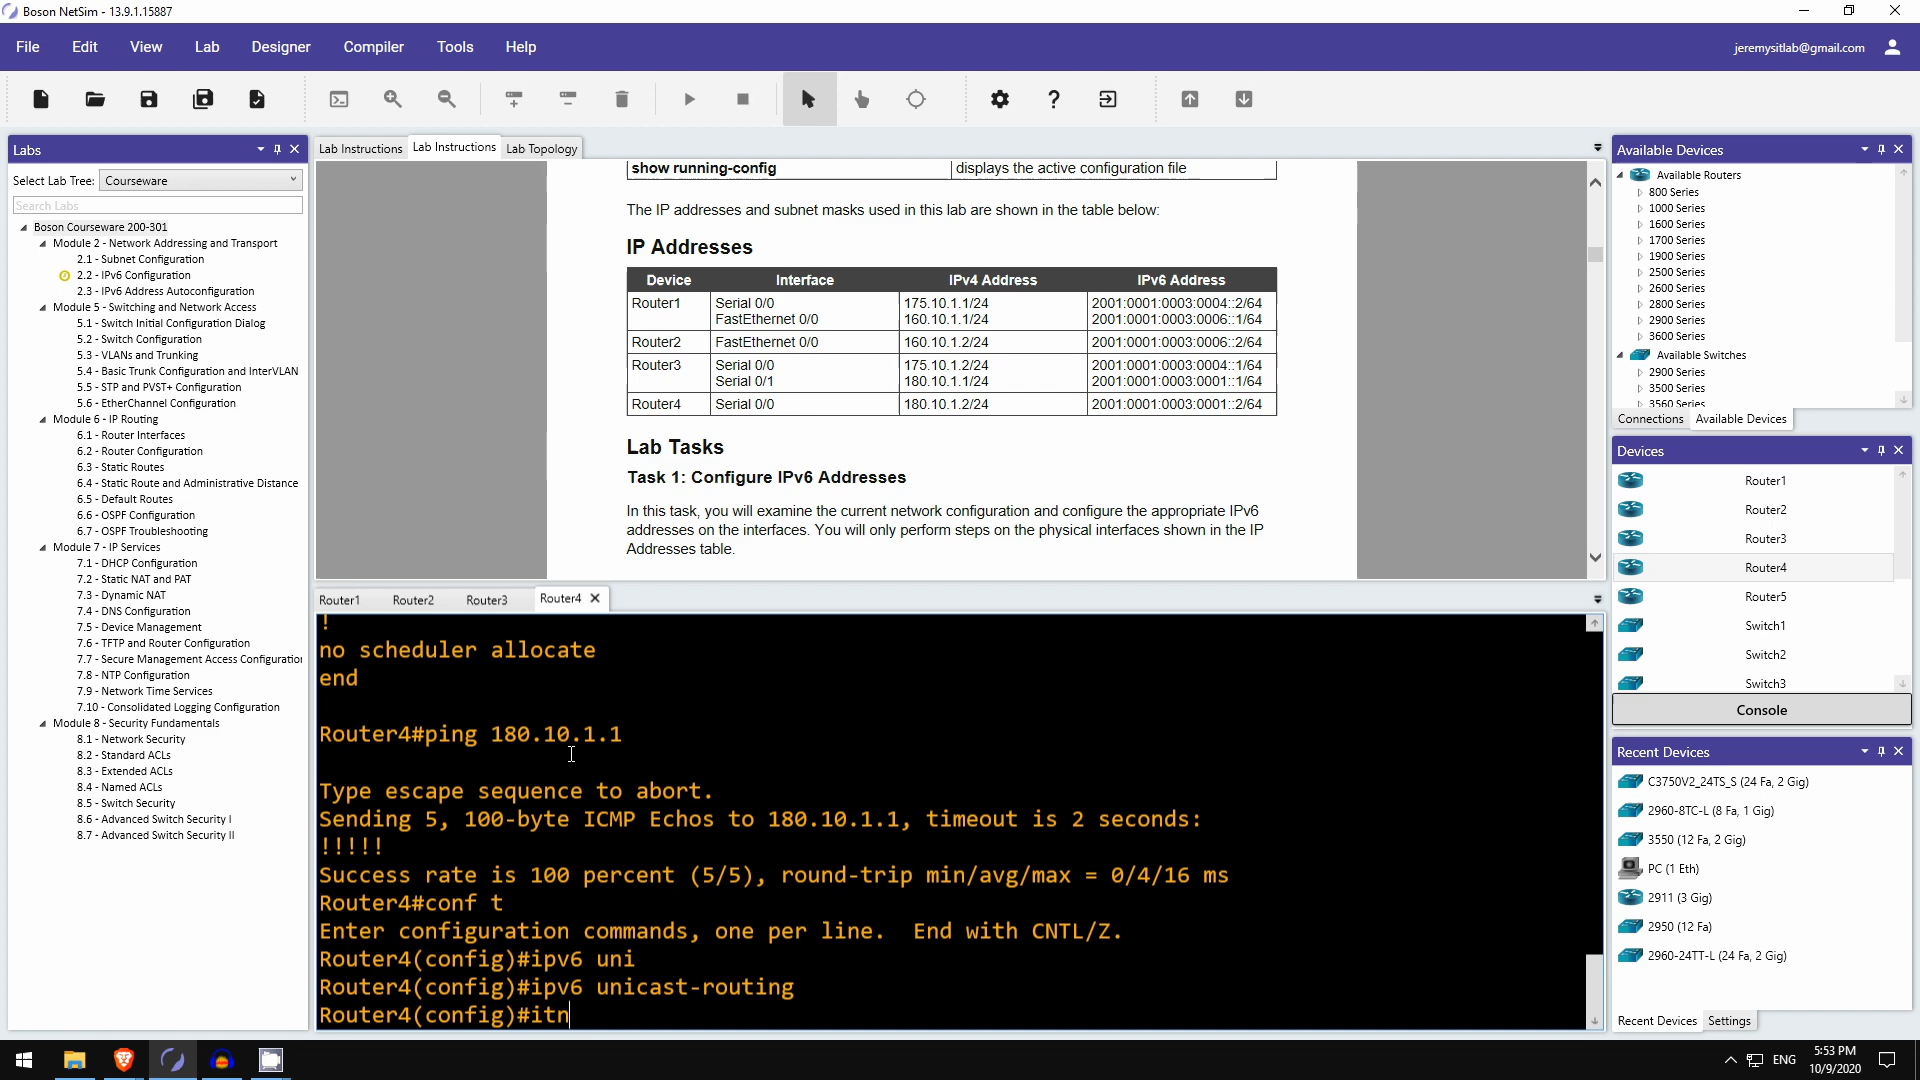 Boson NetSim - 13.9.1.15887
File Edit View Lab Designer Compiler Tools Help
jeremysitlab@gmail.com
Labs
Select Lab Tree: Courseware
Search Labs
Boson Courseware 200-301
Module 2 - Network Addressing and Transport
2.1 - Subnet Configuration
2.2 - IPv6 Configuration
2.3 - IPv6 Address Autoconfiguration
Module 5 - Switching and Network Access
5.1 - Switch Initial Configuration Dialog
5.2 - Switch Configuration
5.3 - VLANs and Trunking
5.4 - Basic Trunk Configuration and InterVLAN
5.5 - STP and PVST+ Configuration
5.6 - EtherChannel Configuration
Module 6 - IP Routing
6.1 - Router Interfaces
6.2 - Router Configuration
6.3 - Static Routes
6.4 - Static Route and Administrative Distance
6.5 - Default Routes
6.6 - OSPF Configuration
6.7 - OSPF Troubleshooting
Module 7 - IP Services
7.1 - DHCP Configuration
7.2 - Static NAT and PAT
7.3 - Dynamic NAT
7.4 - DNS Configuration
7.5 - Device Management
7.6 - TFTP and Router Configuration
7.7 - Secure Management Access Configuration
7.8 - NTP Configuration
7.9 - Network Time Services
7.10 - Consolidated Logging Configuration
Module 8 - Security Fundamentals
8.1 - Network Security
8.2 - Standard ACLs
8.3 - Extended ACLs
8.4 - Named ACLs
8.5 - Switch Security
8.6 - Advanced Switch Security I
8.7 - Advanced Switch Security II
Lab Instructions Lab Instructions Lab Topology
show running-config displays the active configuration file
The IP addresses and subnet masks used in this lab are shown in the table below:
IP Addresses
Device Interface IPv4 Address IPv6 Address
Router1 Serial 0/0 175.10.1.1/24 2001:0001:0003:0004::2/64
FastEthernet 0/0 160.10.1.1/24 2001:0001:0003:0006::1/64
Router2 FastEthernet 0/0 160.10.1.2/24 2001:0001:0003:0006::2/64
Router3 Serial 0/0 175.10.1.2/24 2001:0001:0003:0004::1/64
Serial 0/1 180.10.1.1/24 2001:0001:0003:0001::1/64
Router4 Serial 0/0 180.10.1.2/24 2001:0001:0003:0001::2/64
Lab Tasks
Task 1: Configure IPv6 Addresses
In this task, you will examine the current network configuration and configure the appropriate IPv6
addresses on the interfaces. You will only perform steps on the physical interfaces shown in the IP
Addresses table.
Router1 Router2 Router3 Router4
!
no scheduler allocate
end
Router4#ping 180.10.1.1
Type escape sequence to abort.
Sending 5, 100-byte ICMP Echos to 180.10.1.1, timeout is 2 seconds:
!!!!!
Success rate is 100 percent (5/5), round-trip min/avg/max = 0/4/16 ms
Router4#conf t
Enter configuration commands, one per line.  End with CNTL/Z.
Router4(config)#ipv6 uni
Router4(config)#ipv6 unicast-routing
Router4(config)#itn
Available Devices
Available Routers
800 Series
1000 Series
1600 Series
1700 Series
1900 Series
2500 Series
2600 Series
2800 Series
2900 Series
3600 Series
Available Switches
2900 Series
3500 Series
3560 Series
Connections Available Devices
Devices
Router1
Router2
Router3
Router4
Router5
Switch1
Switch2
Switch3
Console
Recent Devices
C3750V2_24TS_S (24 Fa, 2 Gig)
2960-8TC-L (8 Fa, 1 Gig)
3550 (12 Fa, 2 Gig)
PC (1 Eth)
2911 (3 Gig)
2950 (12 Fa)
2960-24TT-L (24 Fa, 2 Gig)
Recent Devices Settings
ENG
5:53 PM
10/9/2020